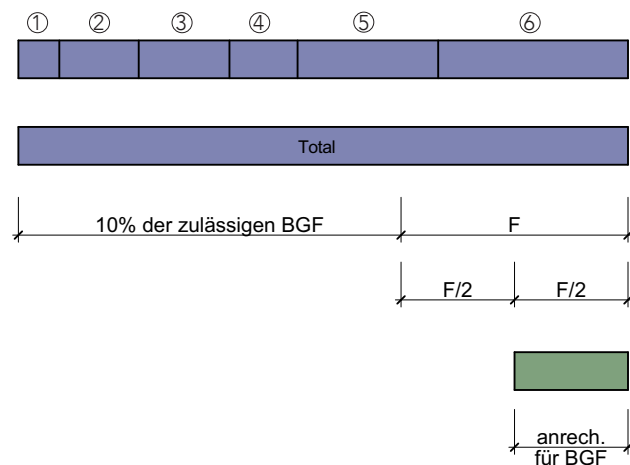 ① ② ③ ④ ⑤ ⑥
Total
10% der zulässigen BGF F
F/2 F/2
anrech.
für BGF